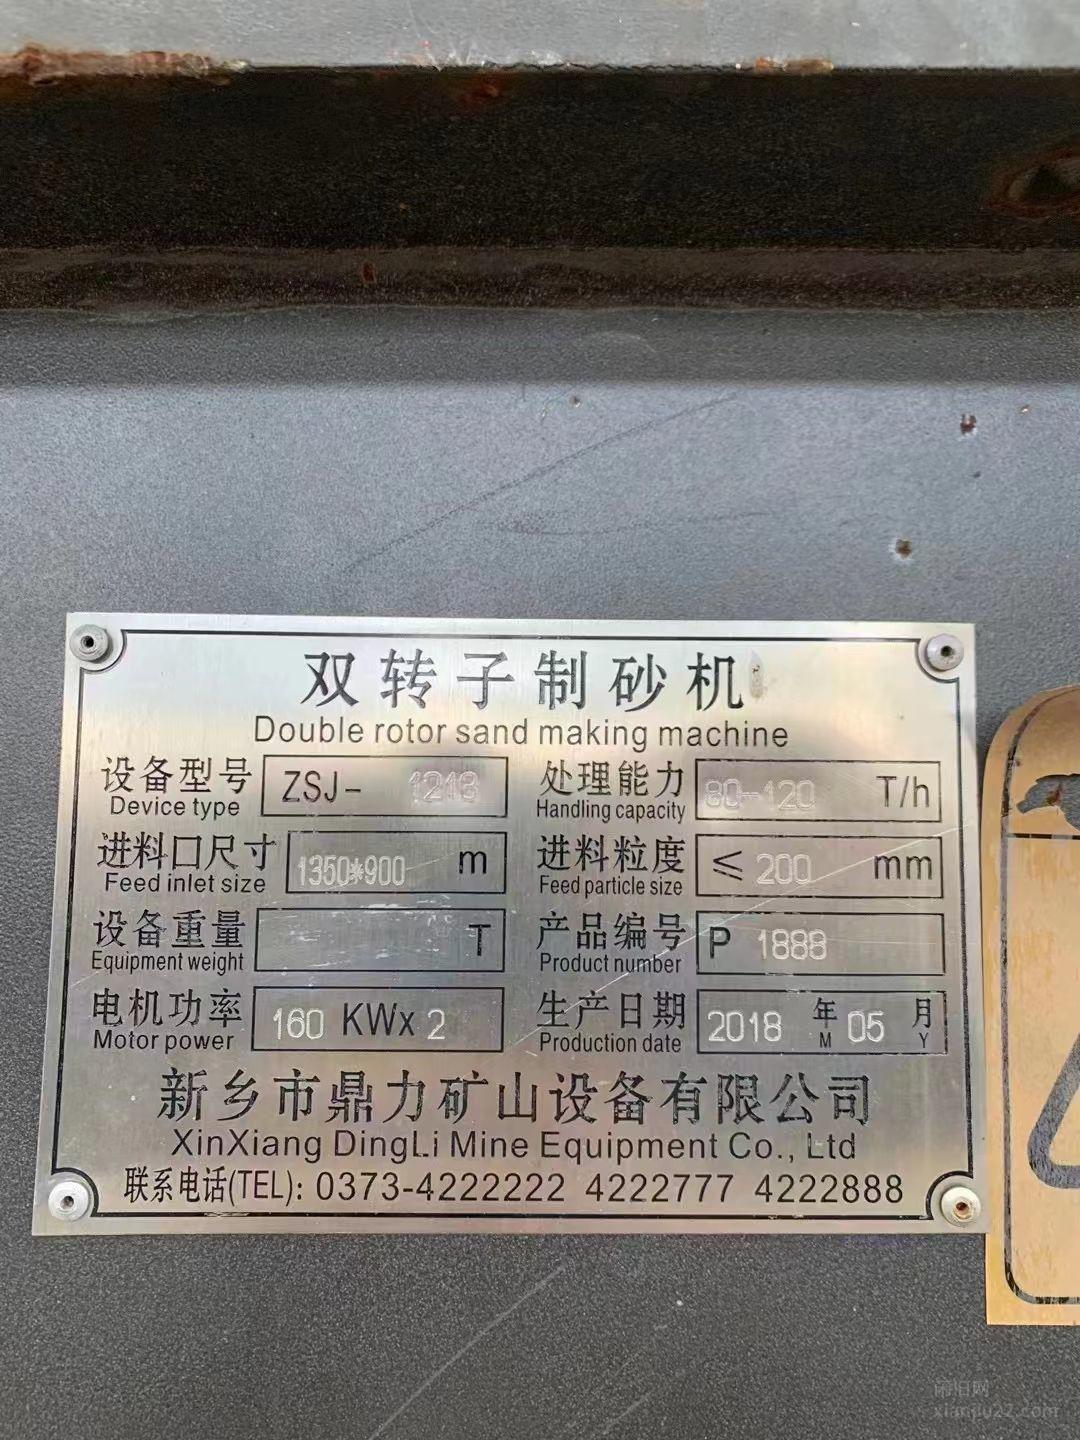 双转子制砂机
Double rotor sand making machine
设备型号 ZSJ- 1213 处理能力 80-120 T/h
Device type Handling capacity
进料口尺寸 1350*900 m 进料粒度 ≤ 200 mm
Feed inlet size Feed particle size
设备重量 T 产品编号 P 1888
Equipment weight Product number
电机功率 160 KWx 2 生产日期 2018 年 05 月
Motor power Production date M Y
新乡市鼎力矿山设备有限公司
XinXiang DingLi Mine Equipment Co., Ltd
联系电话(TEL): 0373-4222222 4222777 4222888